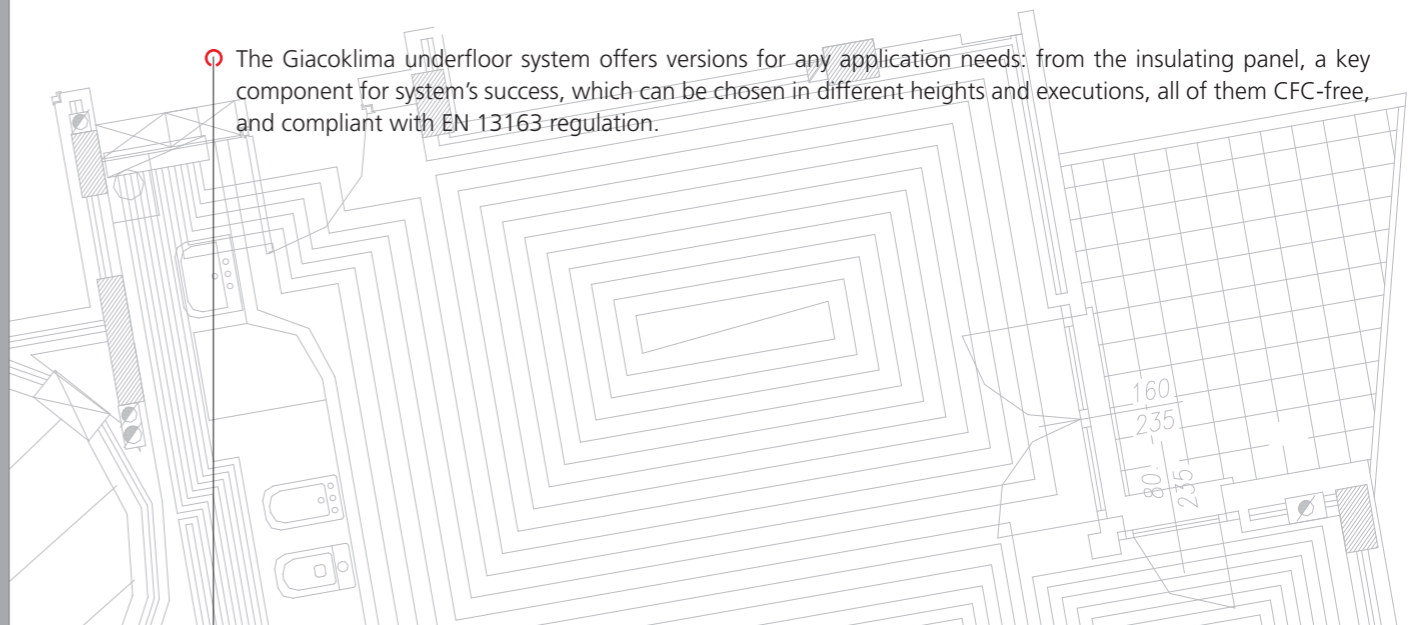 The Giacoklima underfloor system offers versions for any application needs: from the insulating panel, a key
component for system's success, which can be chosen in different heights and executions, all of them CFC-free,
and compliant with EN 13163 regulation.
160
235
80
235